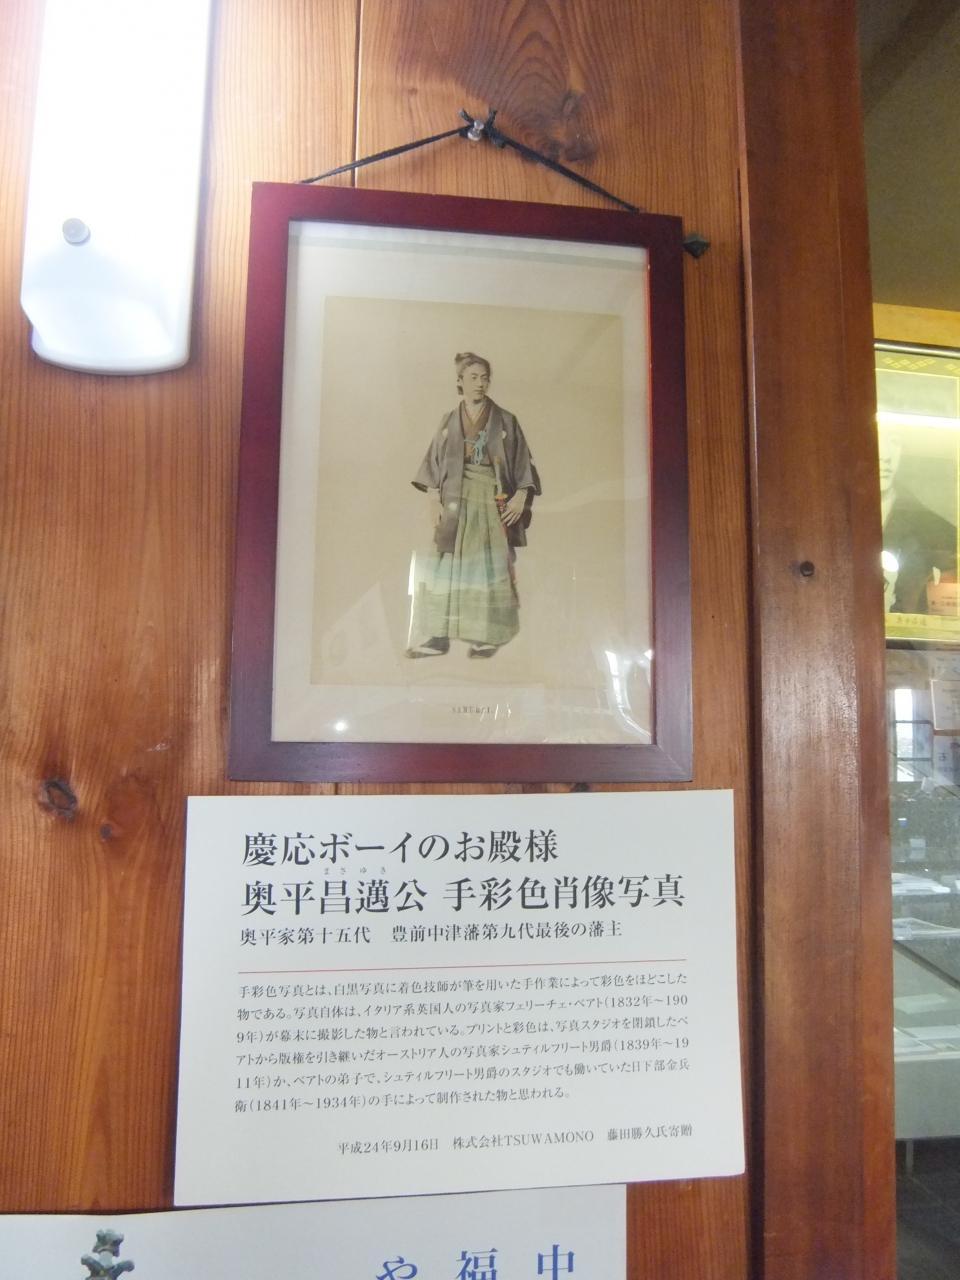 SAMURAI.
慶応ボーイのお殿様
まさゆき
奥平昌邁公 手彩色肖像写真
奥平家第十五代　豊前中津藩第九代最後の藩主
手彩色写真とは、白黒写真に着色技師が筆を用いた手作業によって彩色をほどこした
物である。写真自体は、イタリア系英国人の写真家フェリーチェ・ベアト(1832年～190
9年)が幕末に撮影した物と言われている。プリントと彩色は、写真スタジオを閉鎖したベ
アトから版権を引き継いだオーストリア人の写真家シュティルフリート男爵(1839年～19
11年)か、ベアトの弟子で、シュティルフリート男爵のスタジオでも働いていた日下部金兵
衛(1841年～1934年)の手によって制作された物と思われる。
平成24年9月16日　株式会社TSUWAMONO　藤田勝久氏寄贈
や福中